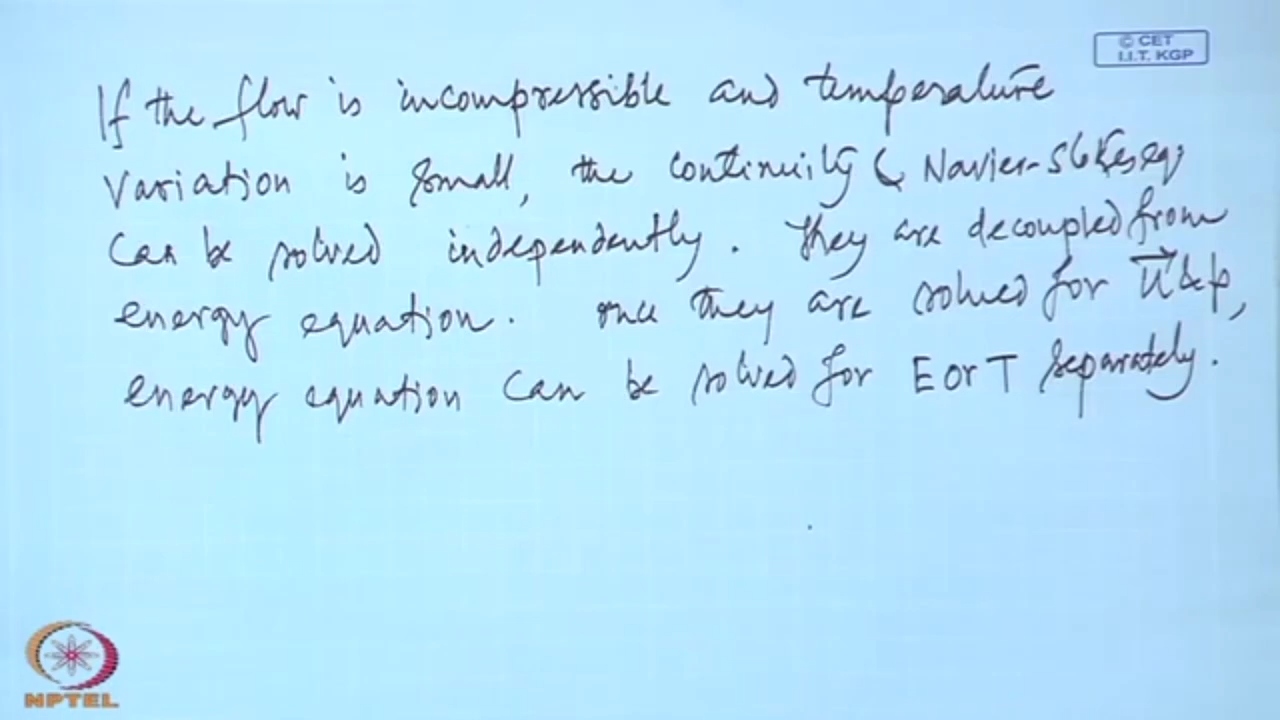 © CET
I.I.T. KGP
If the flow is incompressible and temperature
variation is small, the continuity & Navier-Stokes eqs
can be solved independently. They are decoupled from
energy equation. once they are solved for u⃗ & p,
energy equation can be solved for E or T separately.
NPTEL